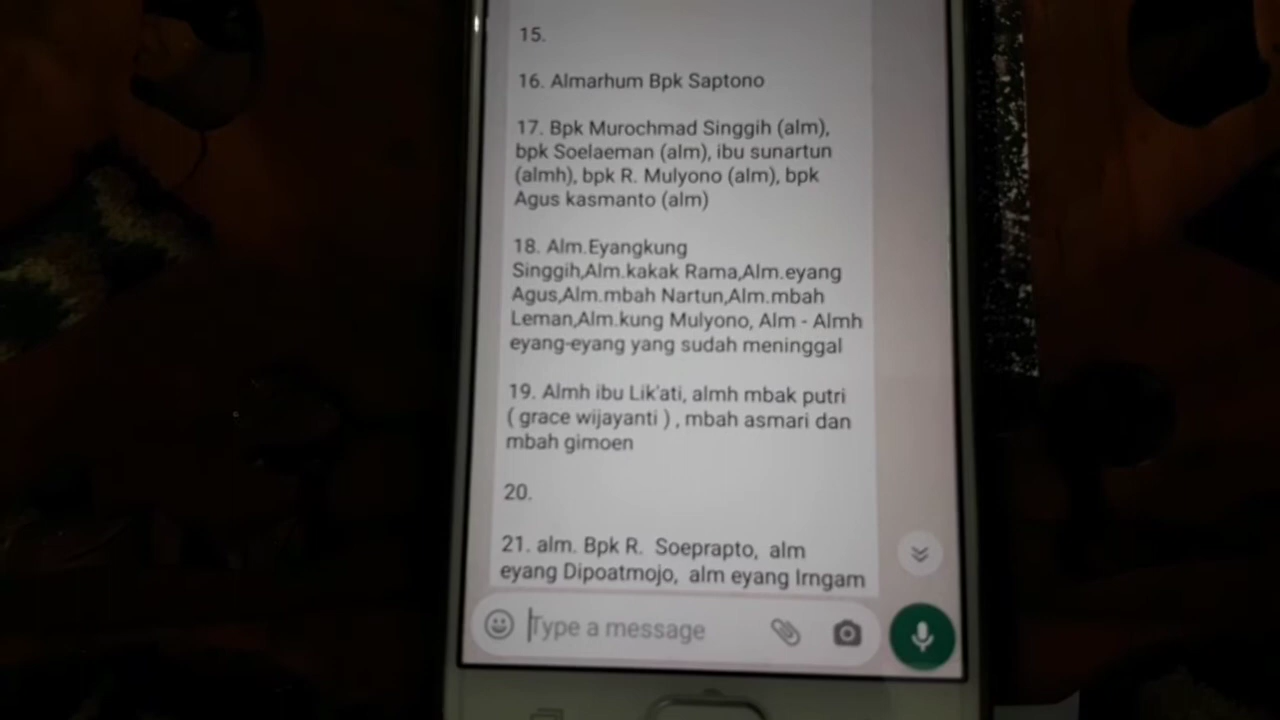 15.
16. Almarhum Bpk Saptono
17. Bpk Murochmad Singgih (alm),
bpk Soelaeman (alm), ibu sunartun
(almh), bpk R. Mulyono (alm), bpk
Agus kasmanto (alm)
18. Alm.Eyangkung
Singgih,Alm.kakak Rama,Alm.eyang
Agus,Alm.mbah Nartun,Alm.mbah
Leman,Alm.kung Mulyono, Alm - Almh
eyang-eyang yang sudah meninggal
19. Almh ibu Lik'ati, almh mbak putri
( grace wijayanti ) , mbah asmari dan
mbah gimoen
20.
21. alm. Bpk R.  Soeprapto,  alm
eyang Dipoatmojo,  alm eyang Irngam
Type a message